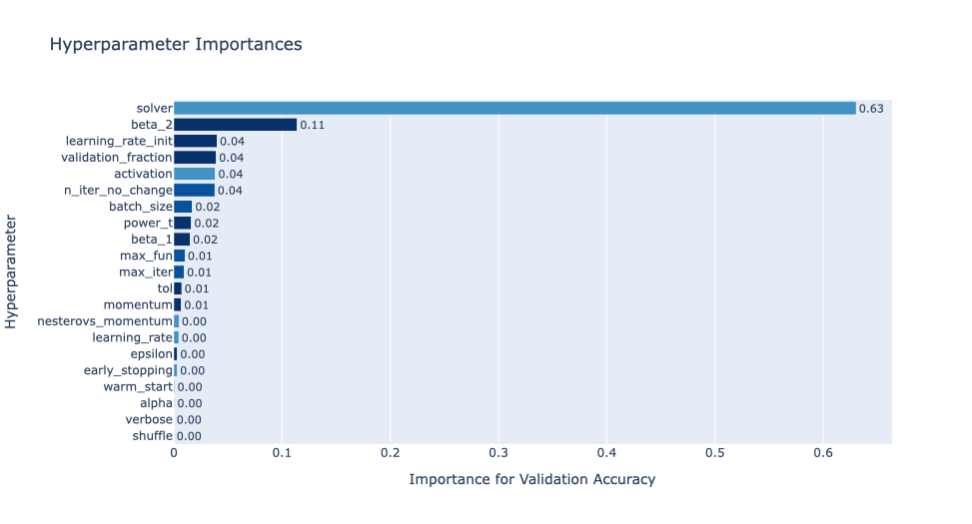 Hyperparameter Importances
Hyperparameter
solver 0.63
beta_2 0.11
learning_rate_init 0.04
validation_fraction 0.04
activation 0.04
n_iter_no_change 0.04
batch_size 0.02
power_t 0.02
beta_1 0.02
max_fun 0.01
max_iter 0.01
tol 0.01
momentum 0.01
nesterovs_momentum 0.00
learning_rate 0.00
epsilon 0.00
early_stopping 0.00
warm_start 0.00
alpha 0.00
verbose 0.00
shuffle 0.00
0 0.1 0.2 0.3 0.4 0.5 0.6
Importance for Validation Accuracy